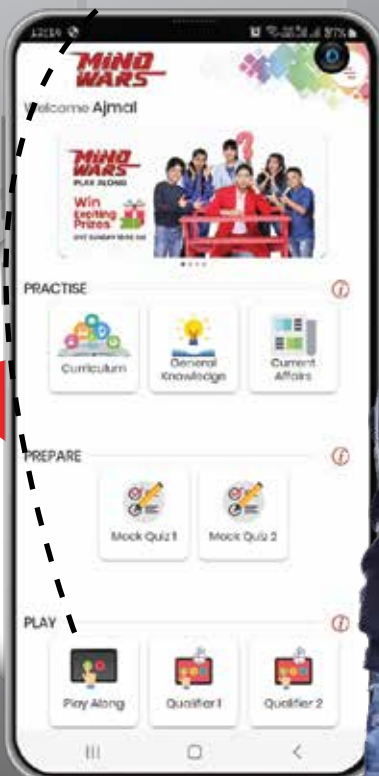 MIND
WARS
Welcome Ajmal
MIND
WARS
PLAY ALONG
Win
Exciting
Prizes
PRACTISE
Curriculum
General
Knowledge
Current
Affairs
PREPARE
Mock Quiz 1
Mock Quiz 2
PLAY
Play Along
Qualifier 1
Qualifier 2